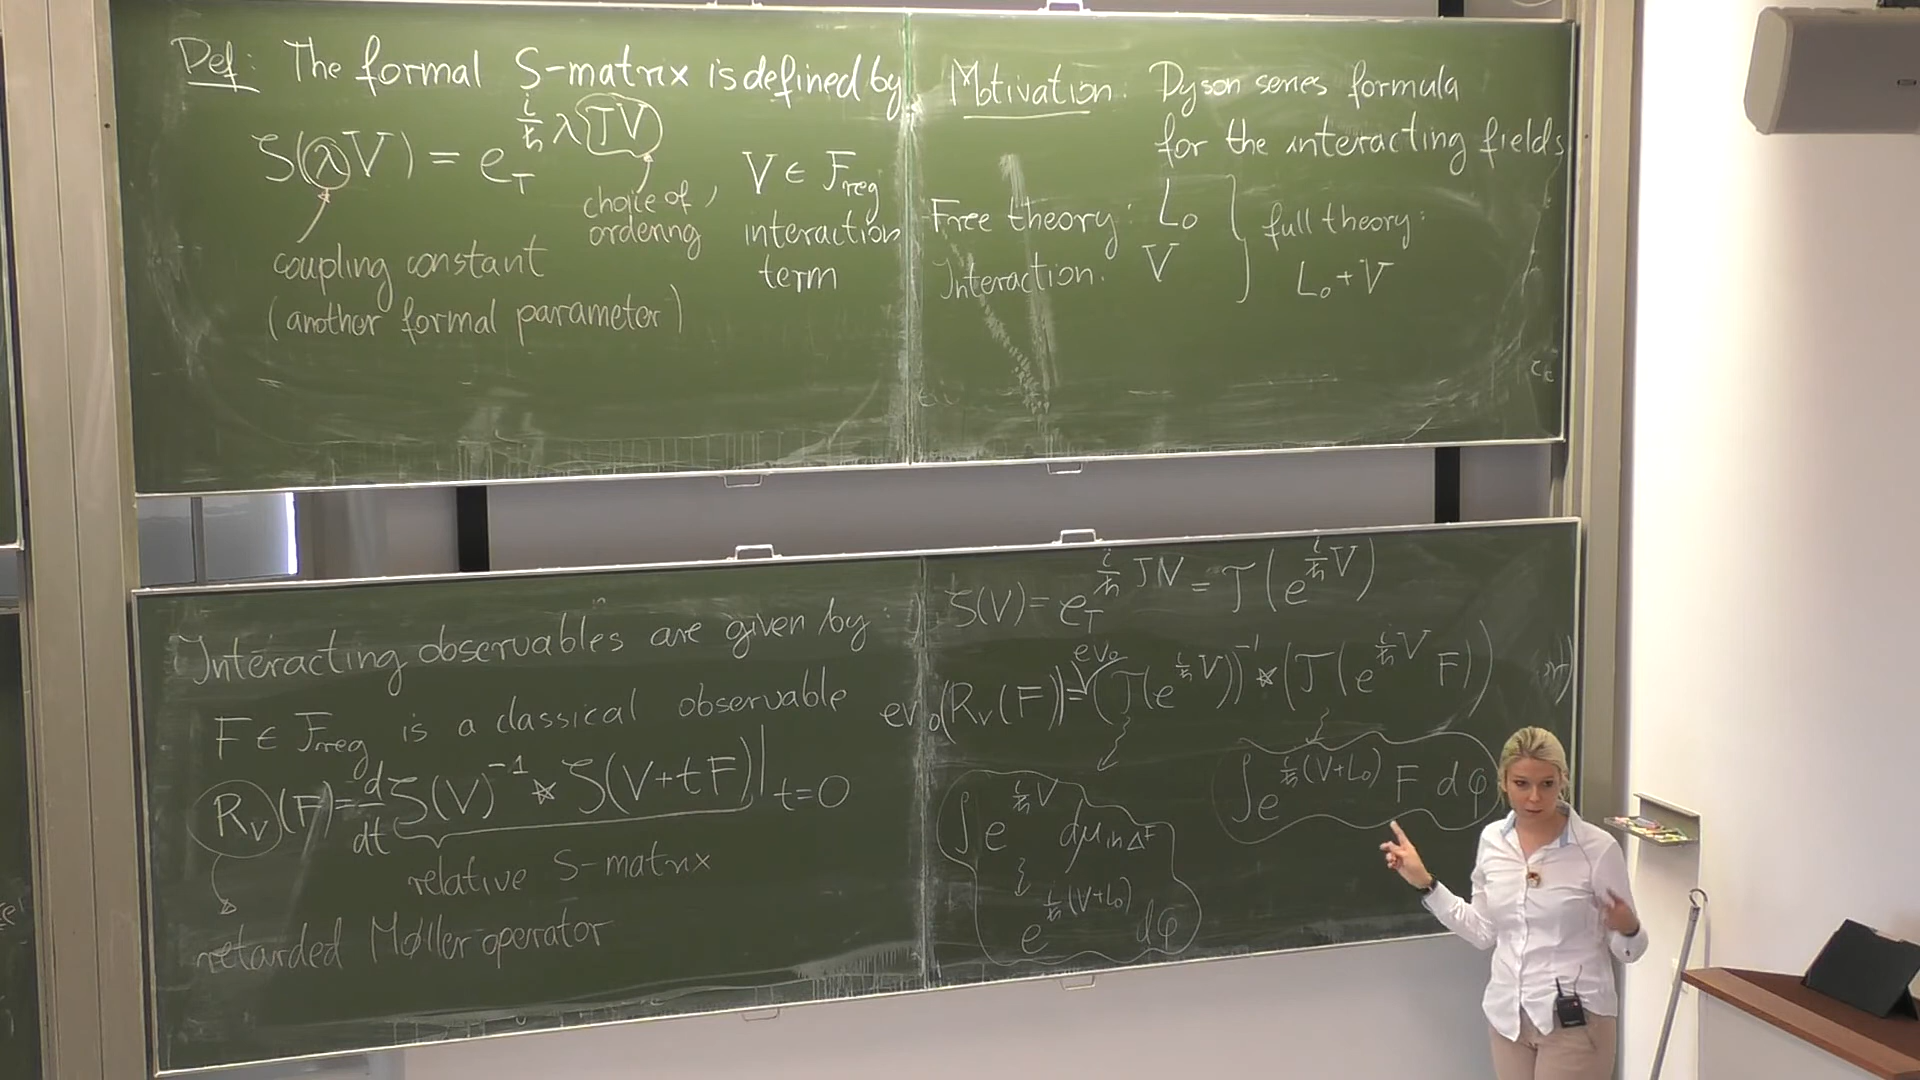 Def: The formal S-matrix is defined by
S(λV) = e_T^{i/ħ λ TV}
choice of ordering
coupling constant
(another formal parameter)
V ∈ F_reg
interaction
term
Motivation: Dyson series formula
for the interacting fields
Free theory: L₀
Interaction: V
full theory:
L₀+V
Interacting observables are given by:
F ∈ F_reg is a classical observable
R_V(F) = d/dt S(V)^{-1} ⋆ S(V+tF)|_{t=0}
relative S-matrix
retarded Møller operator
S(V) = e_T^{i/ħ TV} = T(e^{i/ħ V})
ev₀
ev₀(R_V(F)) = (T(e^{i/ħ V}))^{-1} ⋆ (T(e^{i/ħ V} F))
∫ e^{i/ħ V} dμ_{iħΔ^F}
e^{i/ħ (V+L₀)} dφ
∫ e^{i/ħ (V+L₀)} F dφ